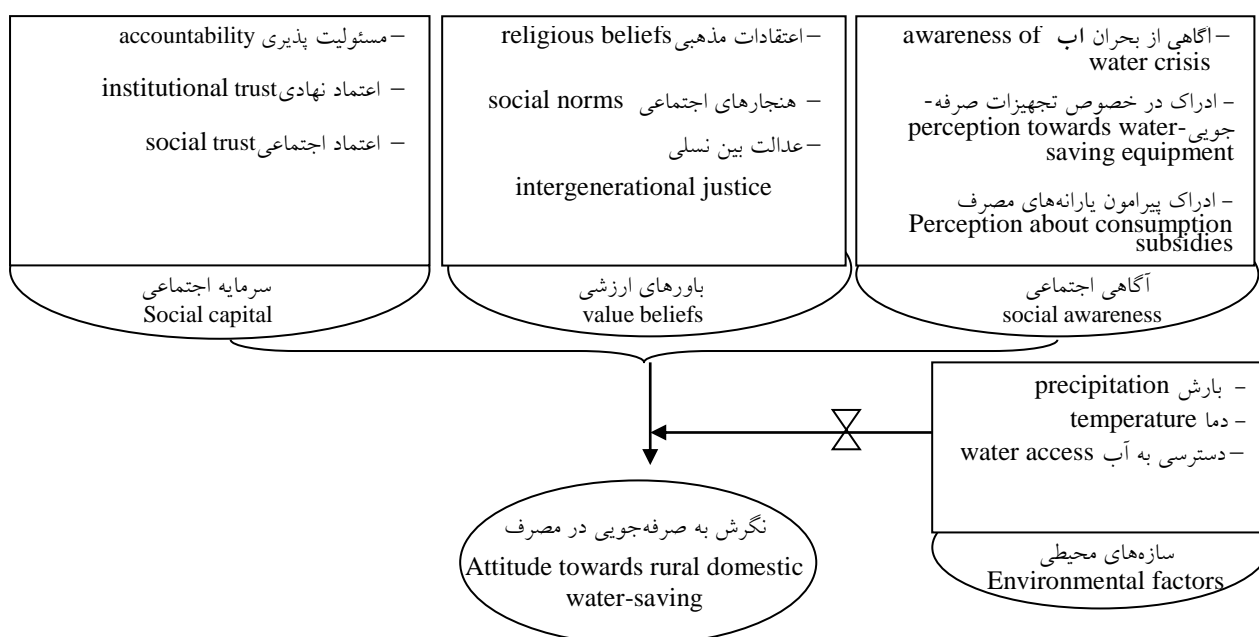 – مسئولیت پذیری accountability
– اعتماد نهادی institutional trust
– اعتماد اجتماعی social trust
سرمایه اجتماعی
Social capital
– اعتقادات مذهبی religious beliefs
– هنجارهای اجتماعی social norms
– عدالت بین نسلی
intergenerational justice
باورهای ارزشی
value beliefs
– آگاهی از بحران اب awareness of
water crisis
– ادراک در خصوص تجهیزات صرفه-
جویی perception towards water-
saving equipment
– ادراک پیرامون یارانه‌های مصرف
Perception about consumption
subsidies
آگاهی اجتماعی
social awareness
– بارش precipitation
– دما temperature
– دسترسی به آب water access
سازه‌های محیطی
Environmental factors
نگرش به صرفه‌جویی در مصرف
Attitude towards rural domestic
water-saving